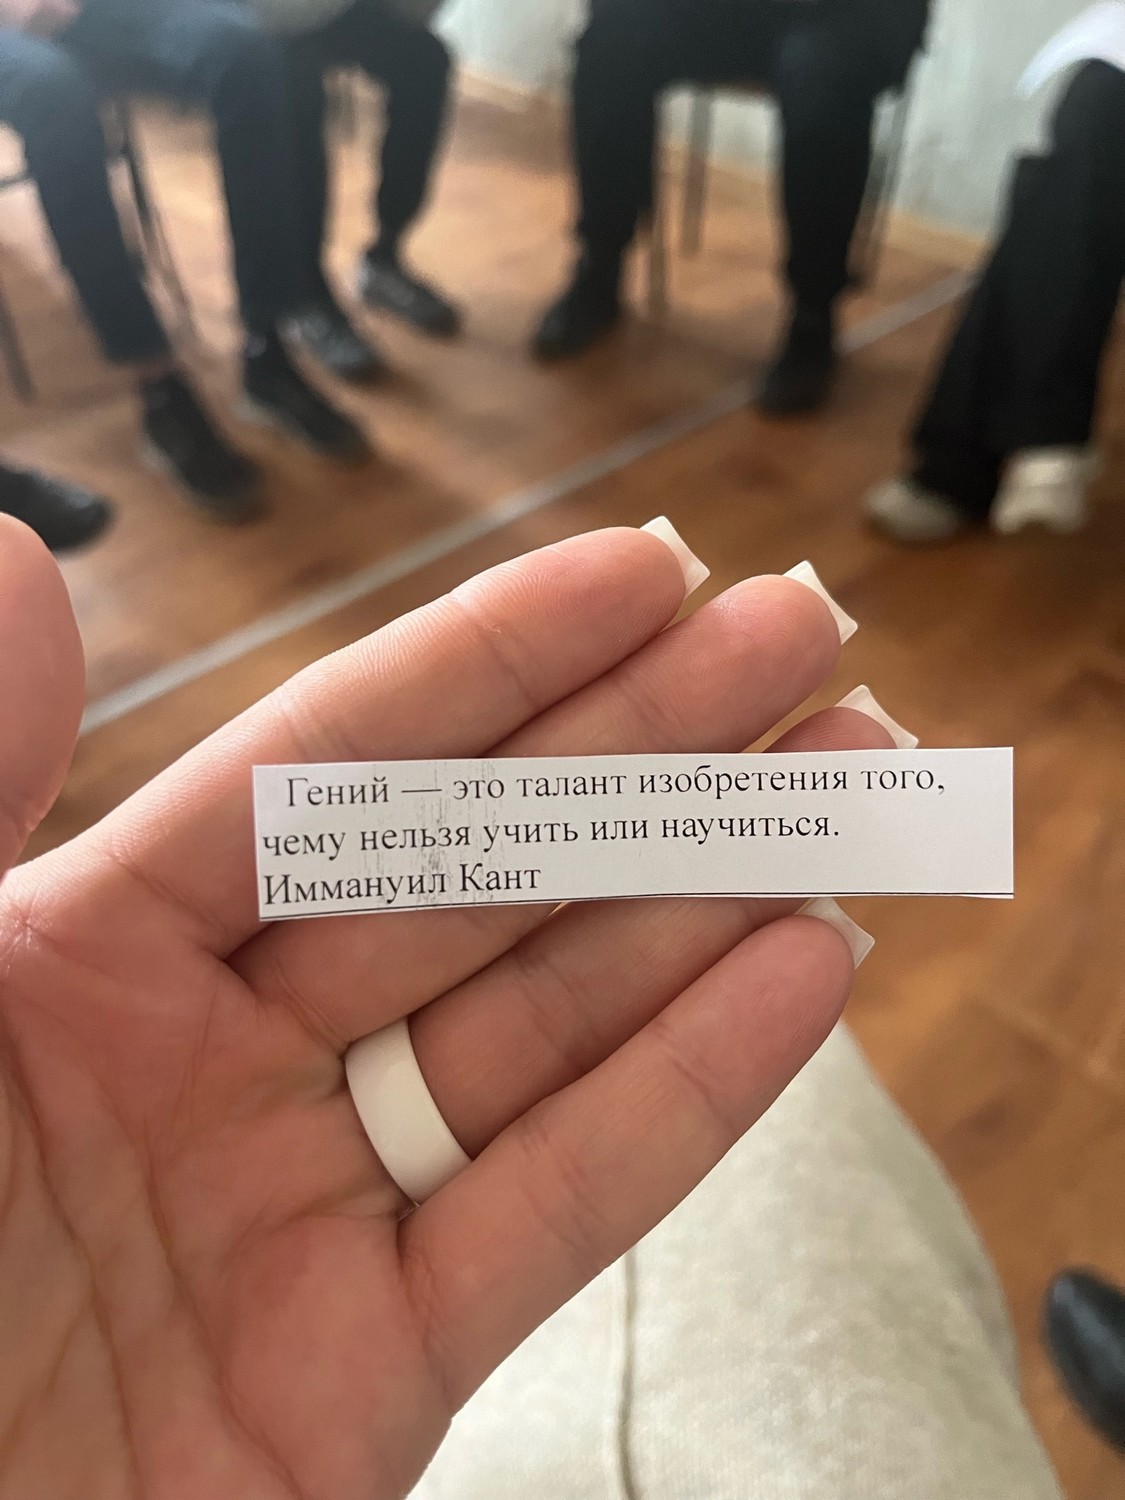 Гений — это талант изобретения того,
чему нельзя учить или научиться.
Иммануил Кант